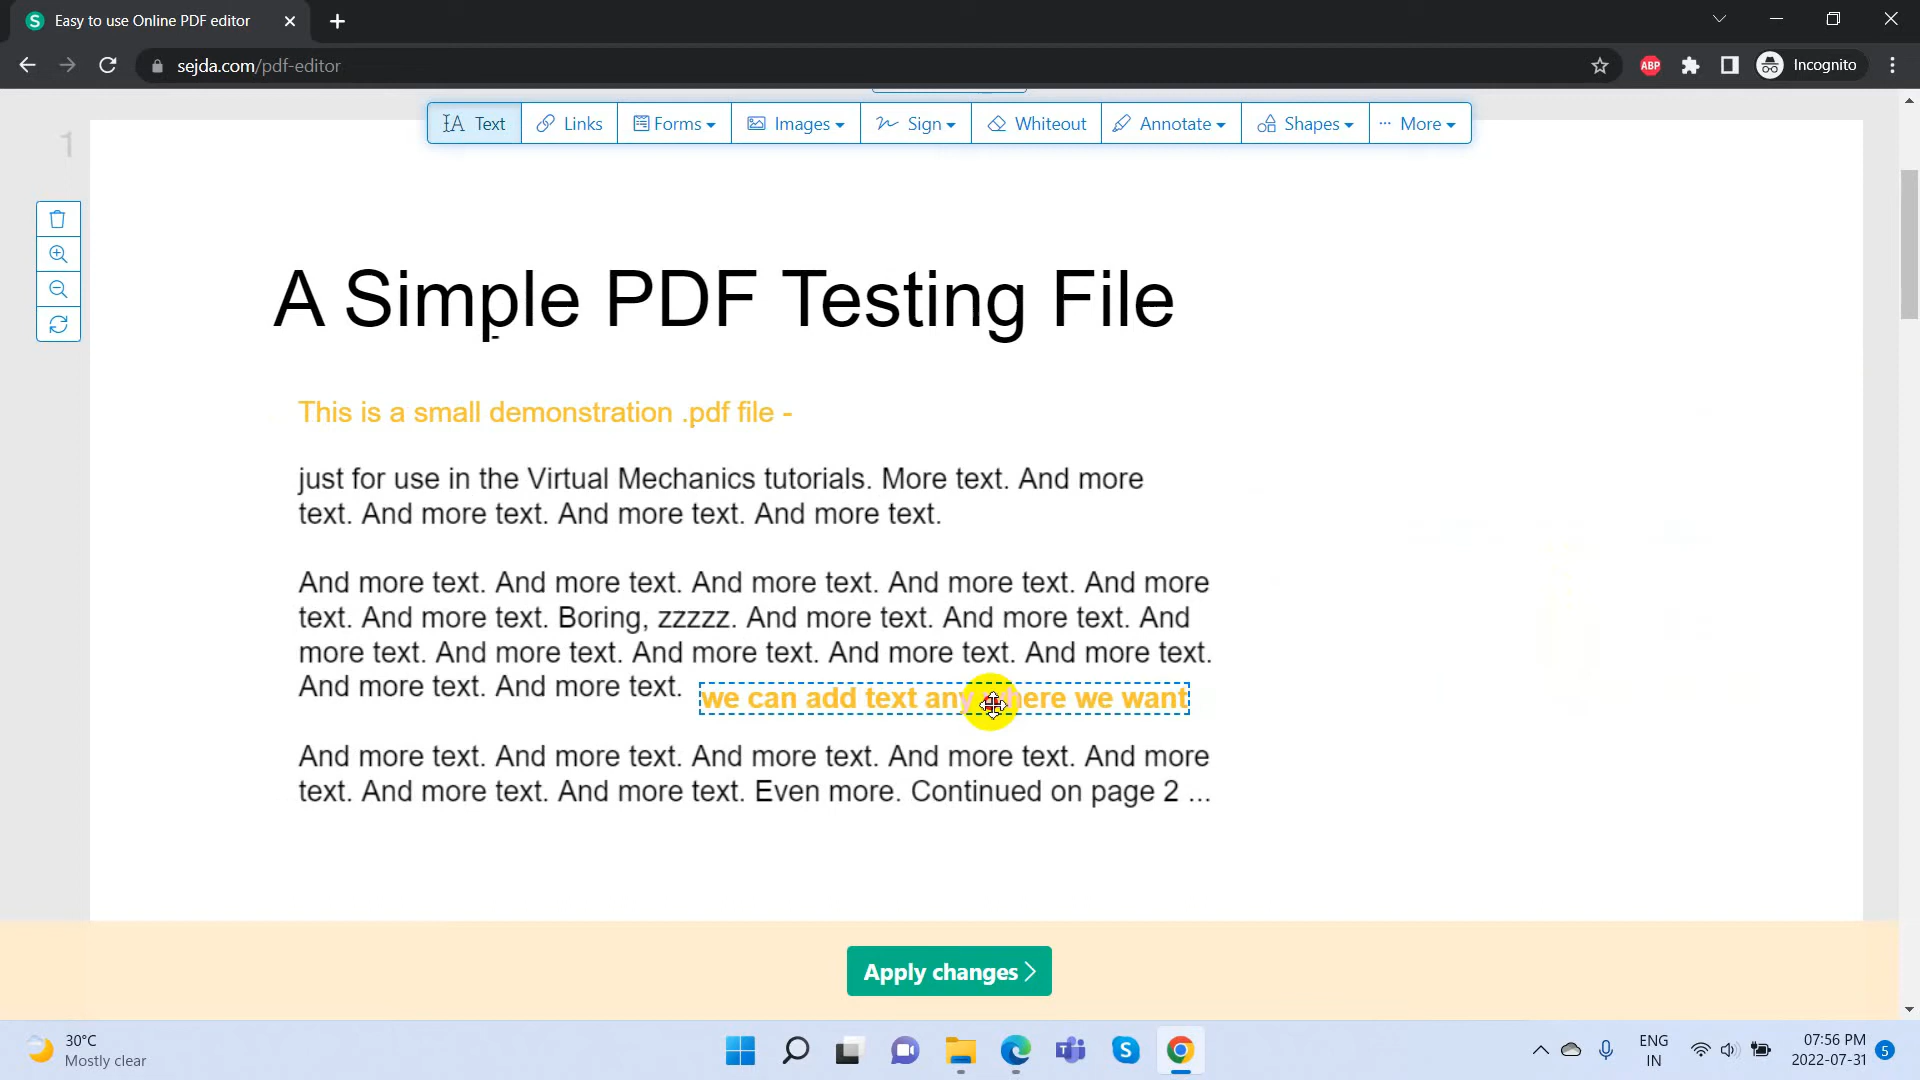 Easy to use Online PDF editor
sejda.com/pdf-editor
ABP
Incognito
1
Text Links Forms Images Sign Whiteout Annotate Shapes More
A Simple PDF Testing File
This is a small demonstration .pdf file -
just for use in the Virtual Mechanics tutorials. More text. And more
text. And more text. And more text. And more text.
And more text. And more text. And more text. And more text. And more
text. And more text. Boring, zzzzz. And more text. And more text. And
more text. And more text. And more text. And more text. And more text.
And more text. And more text.
we can add text any where we want
And more text. And more text. And more text. And more text. And more
text. And more text. And more text. Even more. Continued on page 2 ...
Apply changes
30°C
Mostly clear
ENG
IN
07:56 PM
2022-07-31
5